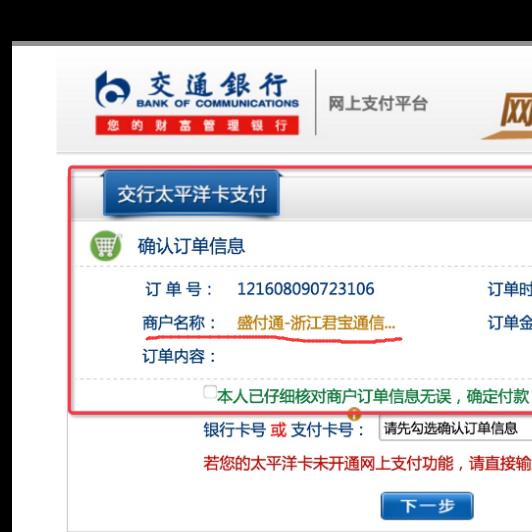 交通銀行
BANK OF COMMUNICATIONS
您的财富管理银行
网上支付平台
网
交行太平洋卡支付
确认订单信息
订 单 号： 121608090723106 订单时
商户名称： 盛付通-浙江君宝通信... 订单金
订单内容：
本人已仔细核对商户订单信息无误，确定付款
银行卡号 或 支付卡号： 请先勾选确认订单信息
若您的太平洋卡未开通网上支付功能，请直接输
下一步